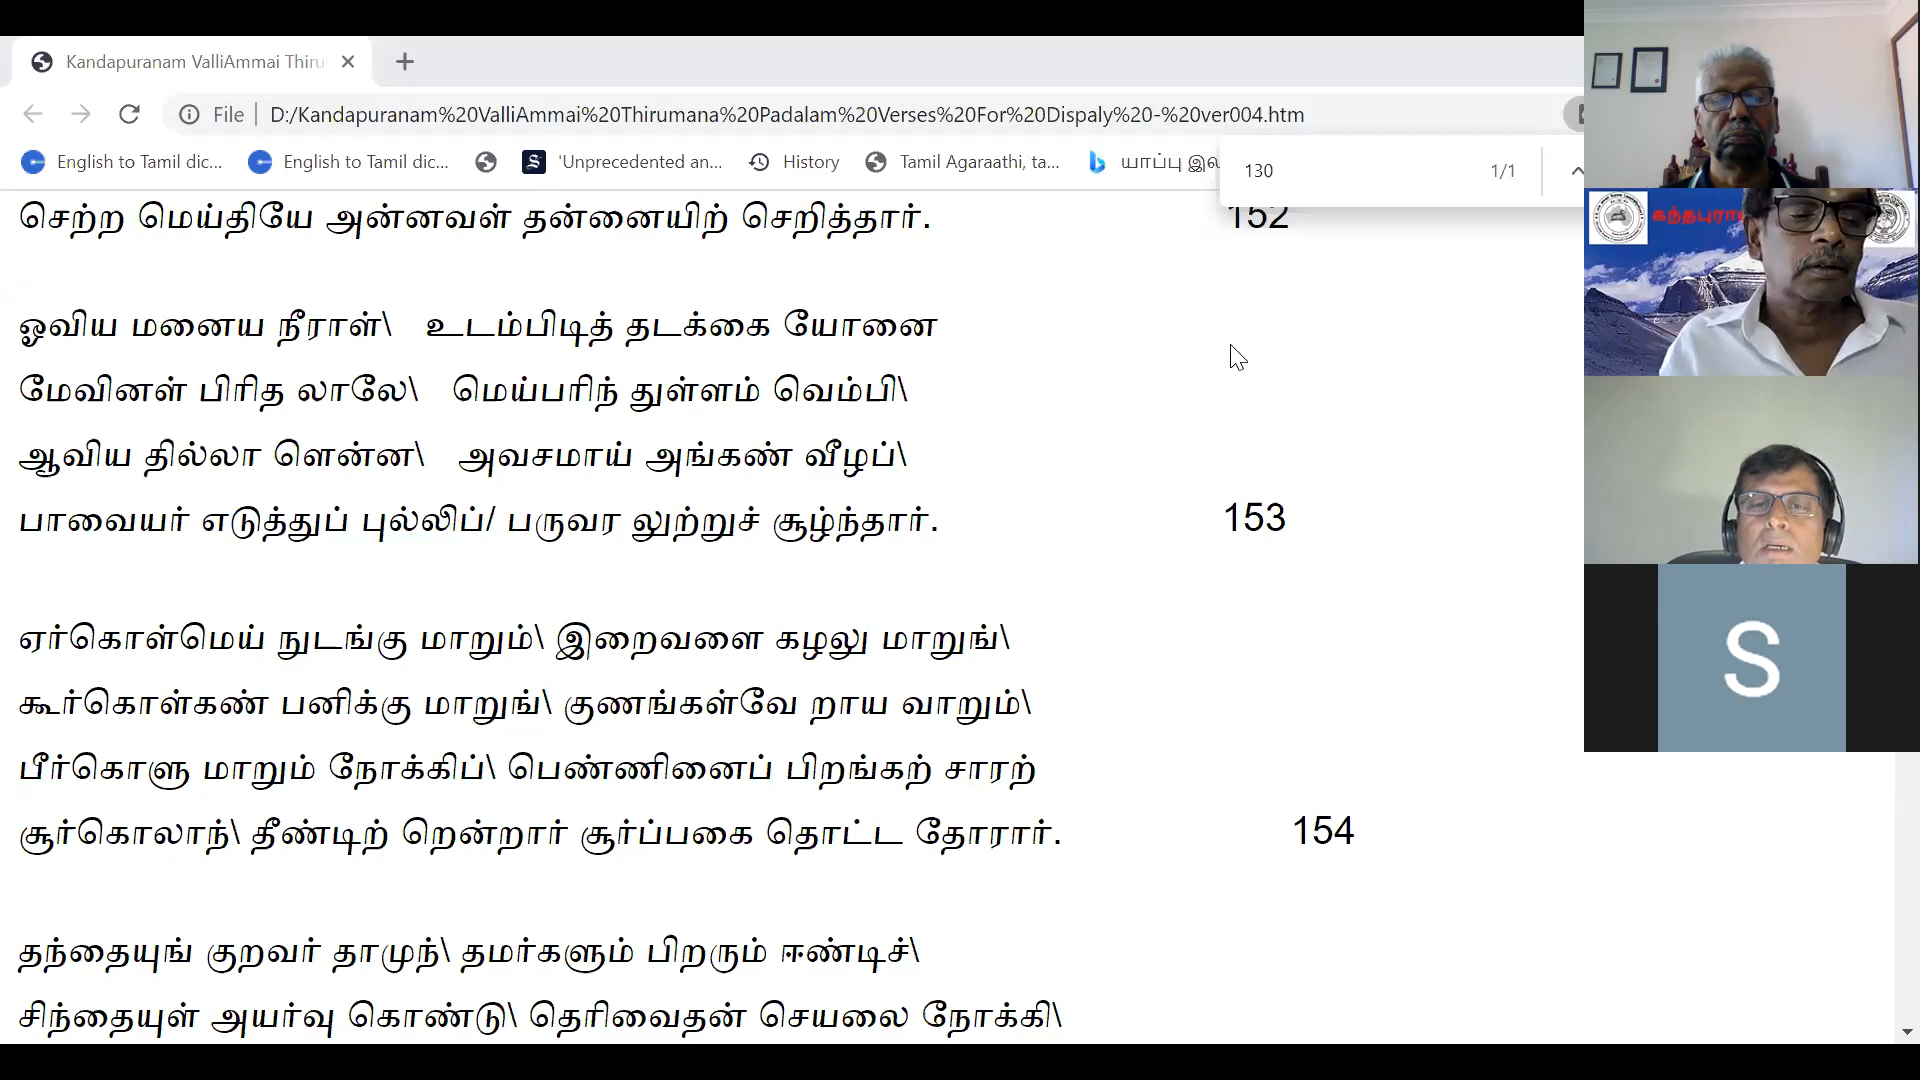 Kandapuranam ValliAmmai Thiru
File
D:/Kandapuranam%20ValliAmmai%20Thirumana%20Padalam%20Verses%20For%20Dispaly%20-%20ver004.htm
English to Tamil dic...
English to Tamil dic...
'Unprecedented an...
History
Tamil Agaraathi, ta...
யாப்பு இல
130
1/1
கந்தபுரா
செற்ற மெய்தியே அன்னவள் தன்னையிற் செறித்தார். 152
ஓவிய மனைய நீராள்\ உடம்பிடித் தடக்கை யோனை
மேவினள் பிரித லாலே\ மெய்பரிந் துள்ளம் வெம்பி\
ஆவிய தில்லா ளென்ன\ அவசமாய் அங்கண் வீழப்\
பாவையர் எடுத்துப் புல்லிப்/ பருவர லுற்றுச் சூழ்ந்தார். 153
ஏர்கொள்மெய் நுடங்கு மாறும்\ இறைவளை கழலு மாறுங்\
கூர்கொள்கண் பனிக்கு மாறுங்\ குணங்கள்வே றாய வாறும்\
பீர்கொளு மாறும் நோக்கிப்\ பெண்ணினைப் பிறங்கற் சாரற்
சூர்கொலாந்\ தீண்டிற் றென்றார் சூர்ப்பகை தொட்ட தோரார். 154
தந்தையுங் குறவர் தாமுந்\ தமர்களும் பிறரும் ஈண்டிச்\
சிந்தையுள் அயர்வு கொண்டு\ தெரிவைதன் செயலை நோக்கி\
S